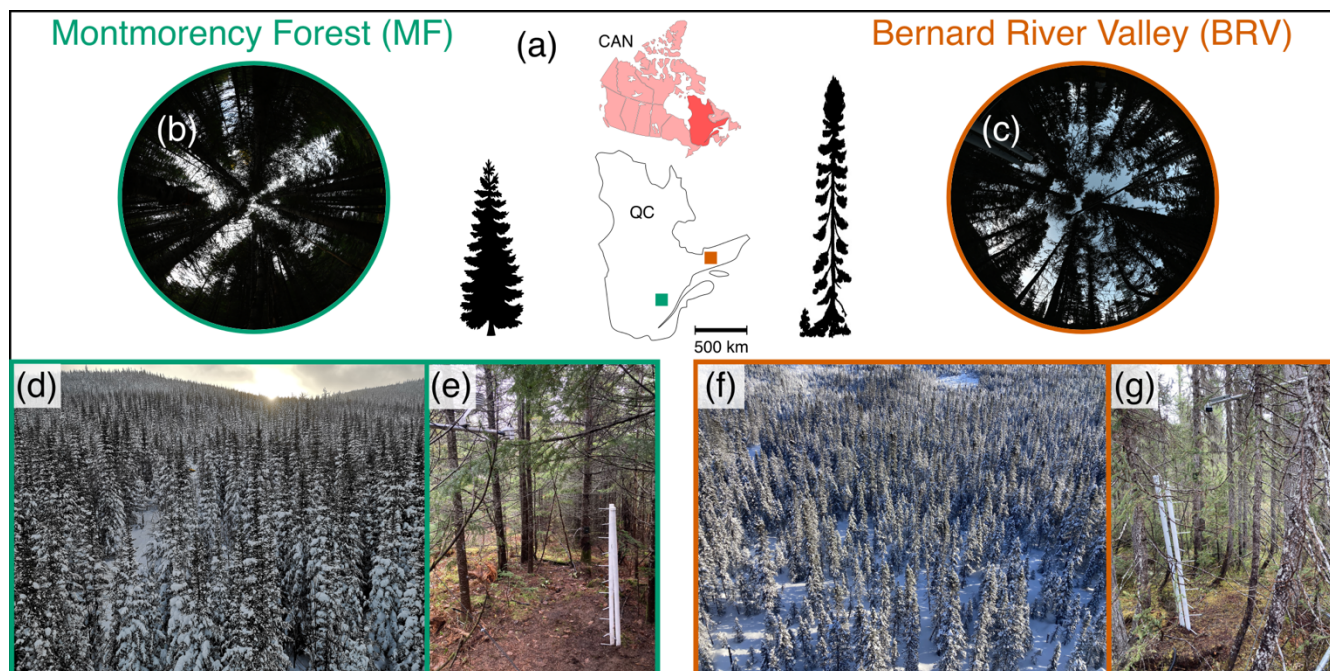 Montmorency Forest (MF)
(a)
Bernard River Valley (BRV)
CAN
(b)
(c)
QC
500 km
(d)
(e)
(f)
(g)